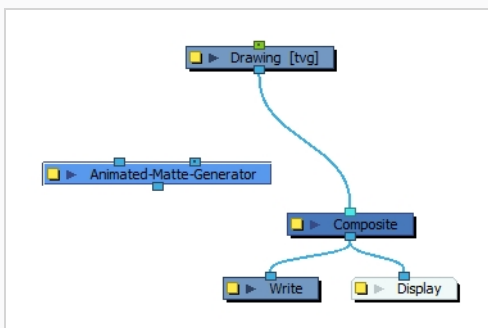 Drawing [tvg]
Animated-Matte-Generator
Composite
Write
Display